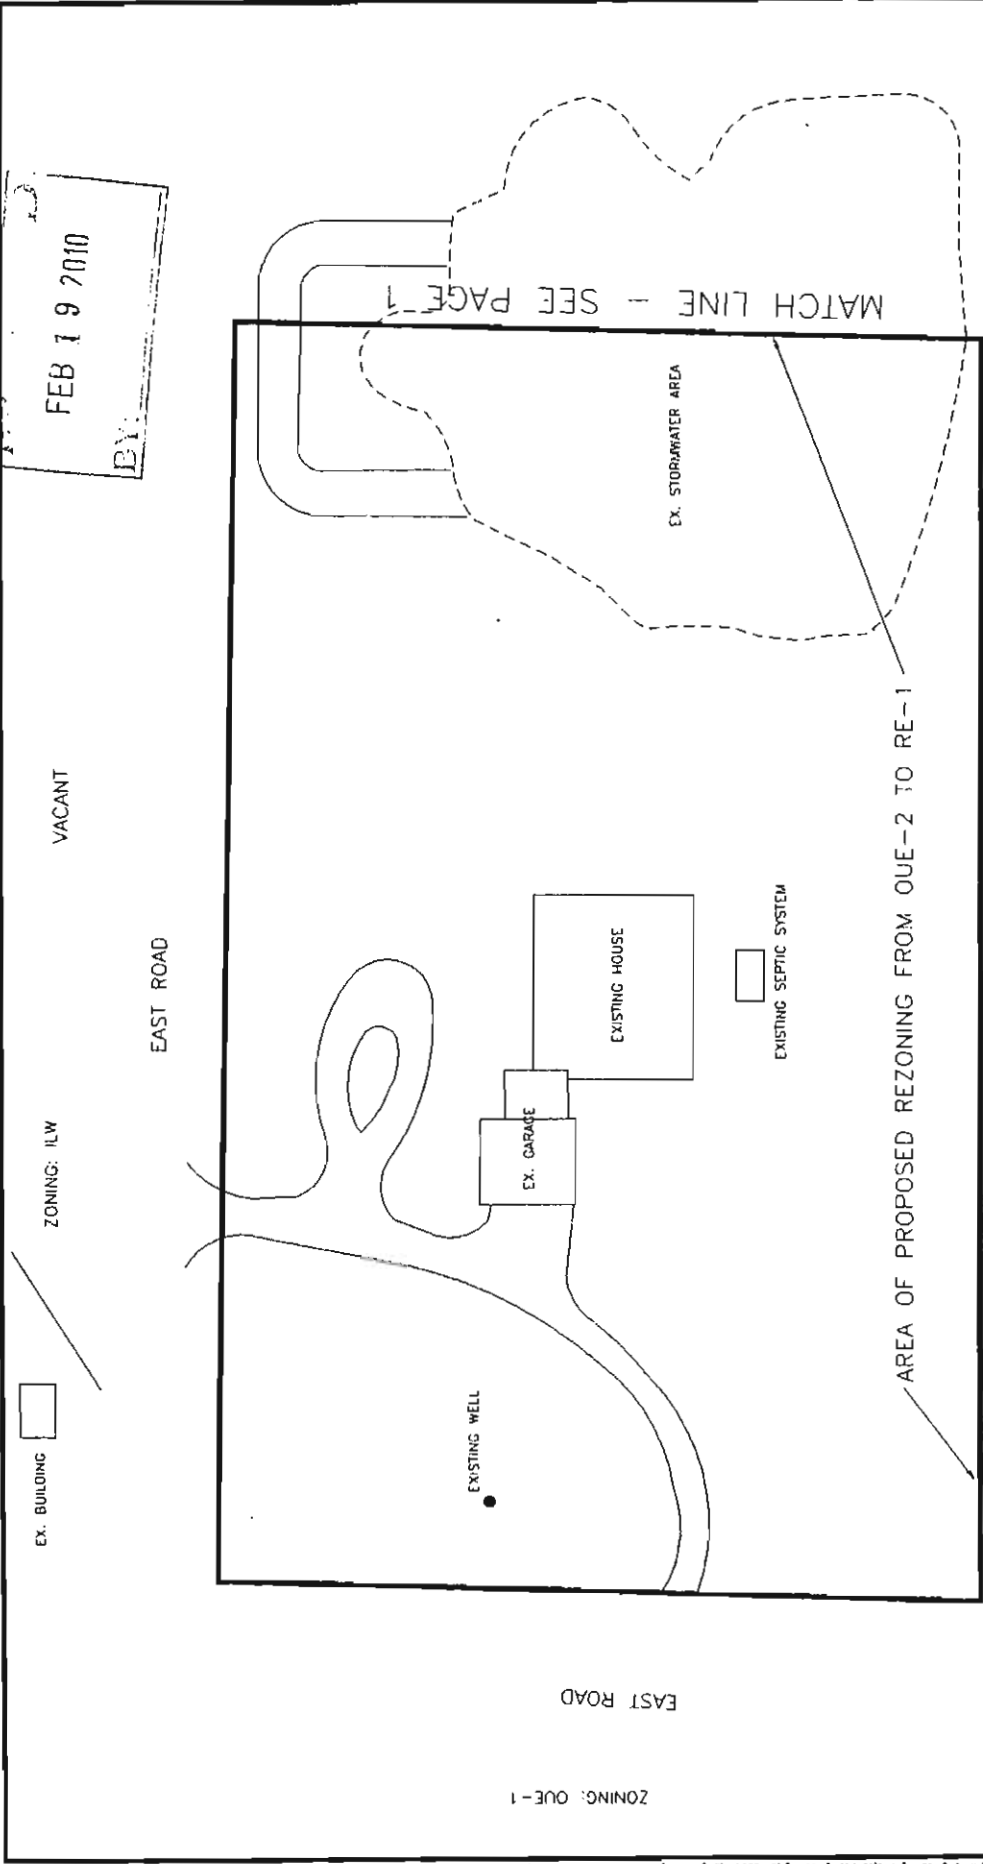 FEB 19 2010
BY:
MATCH LINE - SEE PAGE 1
EX. STORMWATER AREA
VACANT
EAST ROAD
ZONING: ILW
EX. BUILDING
EXISTING HOUSE
EX. GARAGE
EXISTING SEPTIC SYSTEM
EXISTING WELL
AREA OF PROPOSED REZONING FROM OUE-2 TO RE-1
EAST ROAD
ZONING: OUE-1